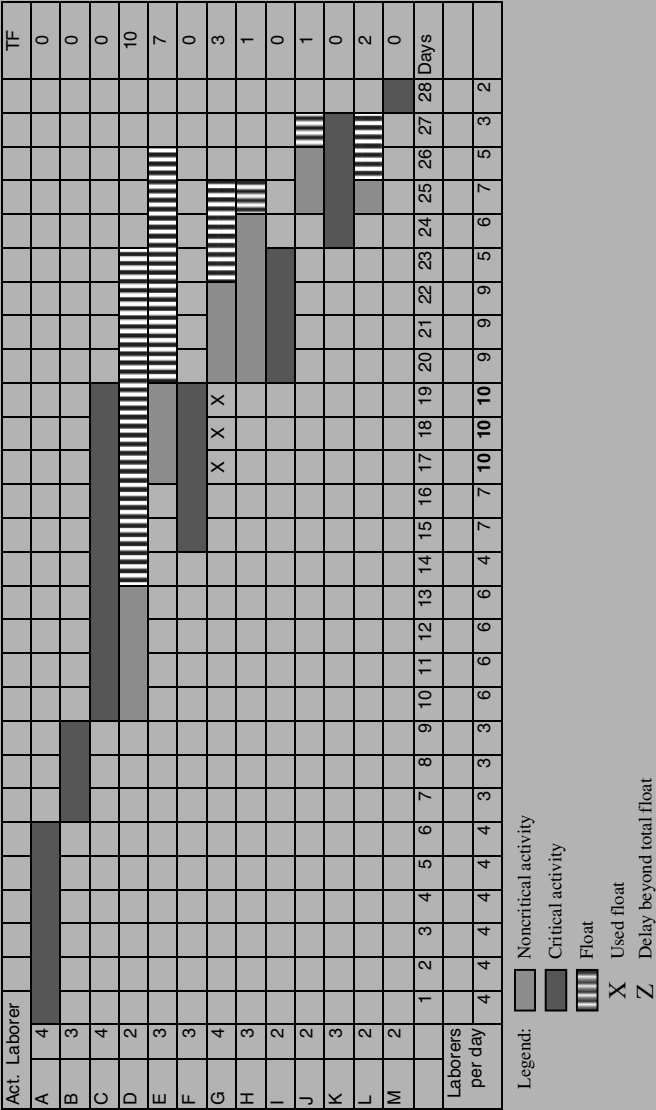 Act. Laborer TF
A 4 0
B 3 0
C 4 0
D 2 10
E 3 7
F 3 0
G 4 X X X 3
H 3 1
I 2 0
J 2 1
K 3 0
L 2 2
M 2 0
1 2 3 4 5 6 7 8 9 10 11 12 13 14 15 16 17 18 19 20 21 22 23 24 25 26 27 28 Days
Laborers
per day 4 4 4 4 4 4 3 3 3 6 6 6 6 4 7 7 10 10 10 9 9 9 5 6 7 5 3 2
Legend: Noncritical activity
Critical activity
Float
X Used float
Z Delay beyond total float